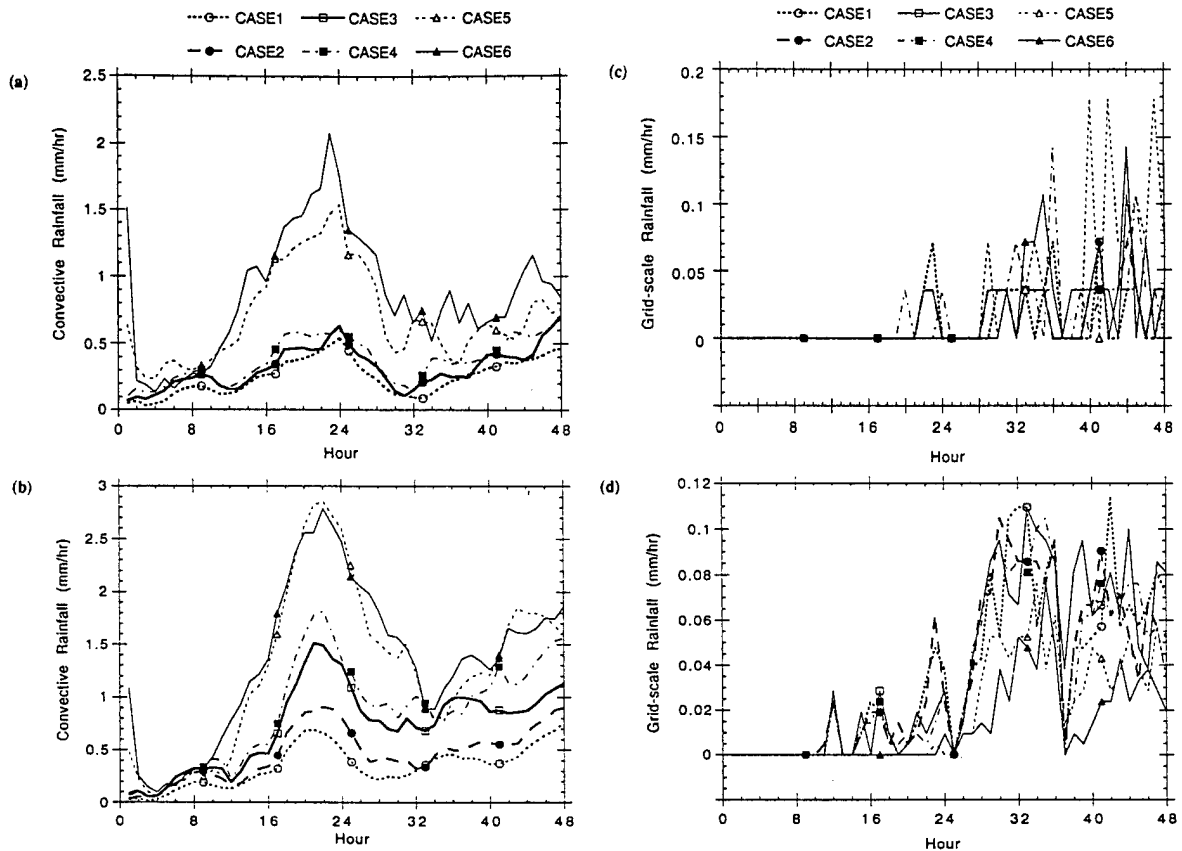 CASE1 CASE3 CASE5
CASE2 CASE4 CASE6
(a)
Convective Rainfall (mm/hr)
2.5
2
1.5
1
0.5
0
0 8 16 24 32 40 48
Hour
CASE1 CASE3 CASE5
CASE2 CASE4 CASE6
(c)
Grid-scale Rainfall (mm/hr)
0.2
0.15
0.1
0.05
0
0 8 16 24 32 40 48
Hour
(b)
Convective Rainfall (mm/hr)
3
2.5
2
1.5
1
0.5
0
0 8 16 24 32 40 48
Hour
(d)
Grid-scale Rainfall (mm/hr)
0.12
0.1
0.08
0.06
0.04
0.02
0
0 8 16 24 32 40 48
Hour